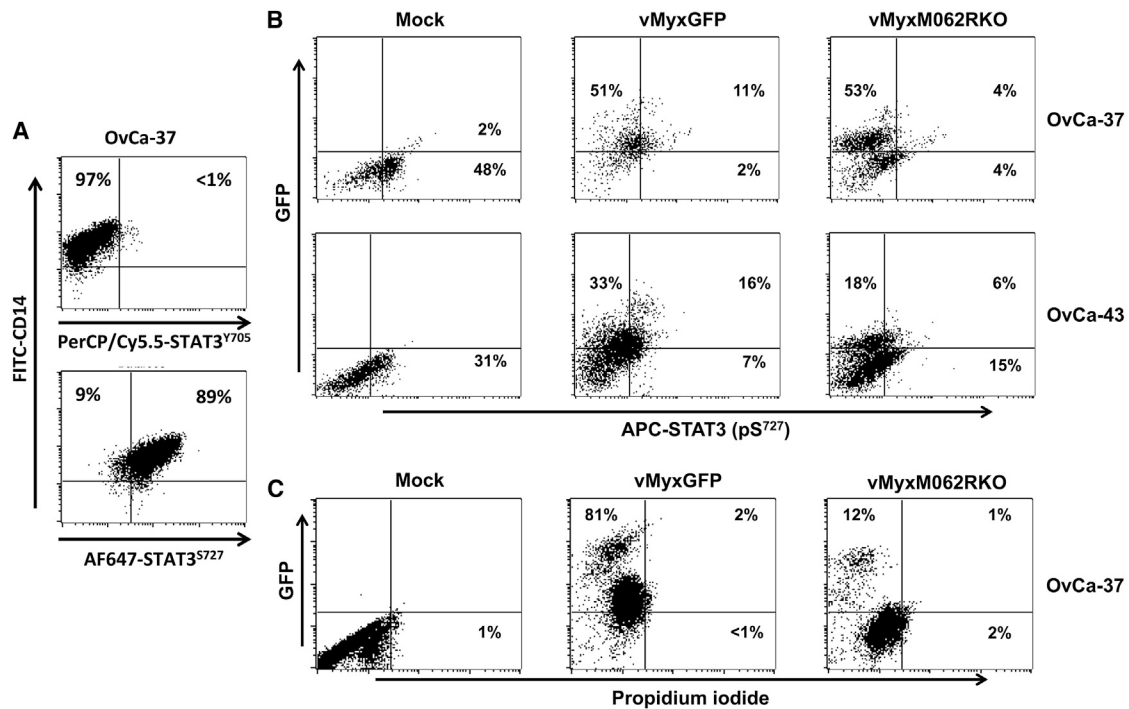 A
OvCa-37
97%
<1%
PerCP/Cy5.5-STAT3Y705
9%
89%
AF647-STAT3S727
FITC-CD14
B
Mock
vMyxGFP
vMyxM062RKO
2%
48%
51%
11%
2%
53%
4%
4%
OvCa-37
31%
33%
16%
7%
18%
6%
15%
OvCa-43
GFP
APC-STAT3 (pS727)
C
Mock
vMyxGFP
vMyxM062RKO
1%
81%
2%
<1%
12%
1%
2%
OvCa-37
GFP
Propidium iodide